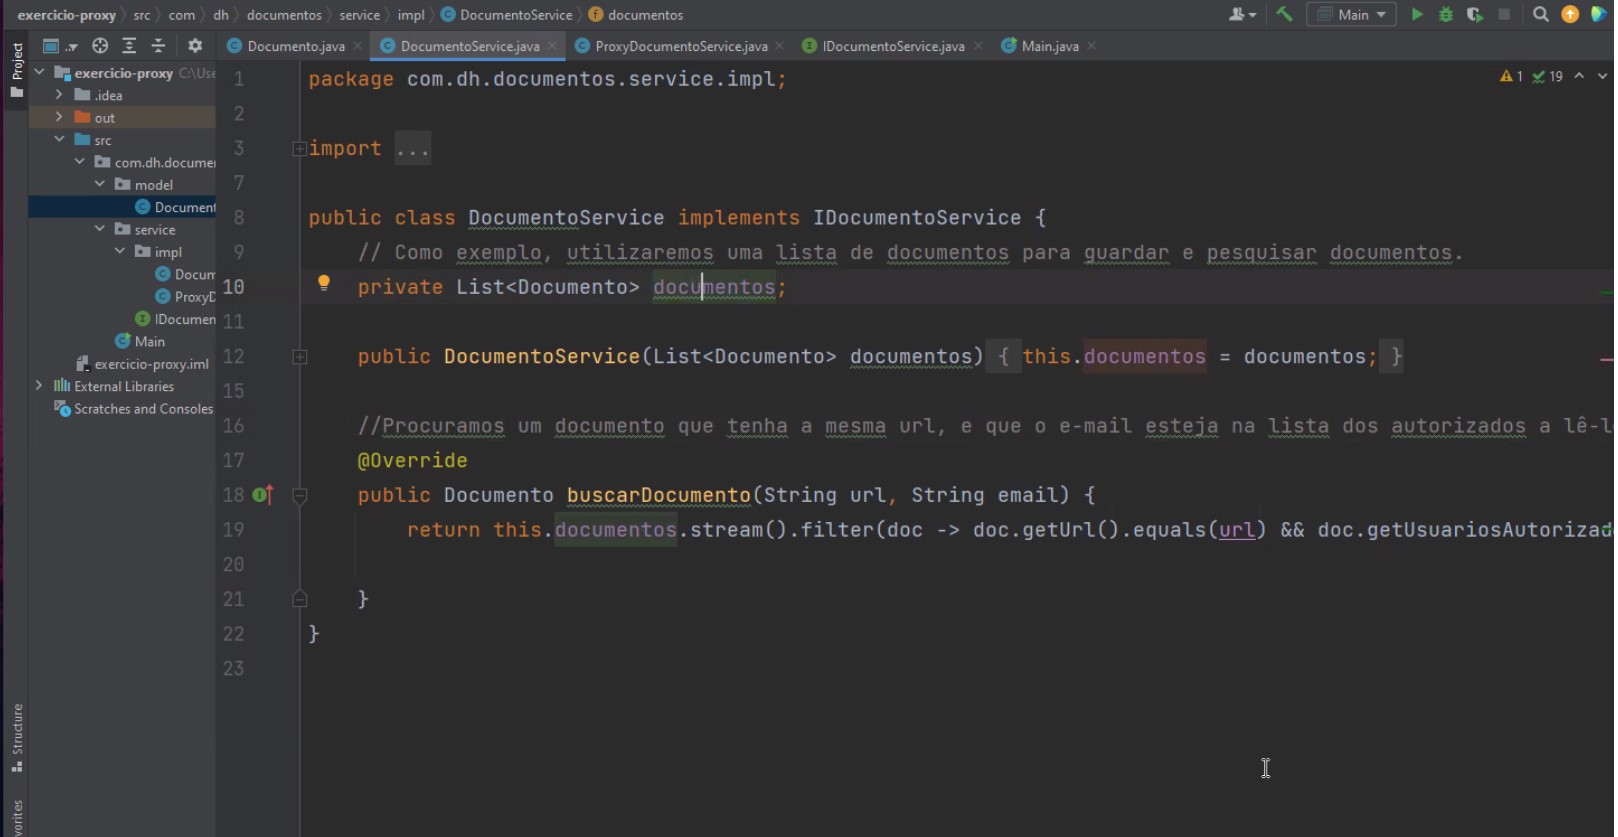 exercicio-proxy src com dh documentos service impl DocumentoService documentos
Main
Project
Documento.java DocumentoService.java ProxyDocumentoService.java IDocumentoService.java Main.java
exercicio-proxy C:\Use
.idea
out
src
com.dh.documen
model
Document
service
impl
Docum
ProxyD
IDocumen
Main
exercicio-proxy.iml
External Libraries
Scratches and Consoles
Structure
vorites
1 19
1 package com.dh.documentos.service.impl;
2
3 import ...
7
8 public class DocumentoService implements IDocumentoService {
9 // Como exemplo, utilizaremos uma lista de documentos para guardar e pesquisar documentos.
10 private List<Documento> documentos;
11
12 public DocumentoService(List<Documento> documentos) { this.documentos = documentos; }
15
16 //Procuramos um documento que tenha a mesma url, e que o e-mail esteja na lista dos autorizados a lê-l
17 @Override
18 public Documento buscarDocumento(String url, String email) {
19 return this.documentos.stream().filter(doc -> doc.getUrl().equals(url) && doc.getUsuariosAutorizad
20
21 }
22 }
23